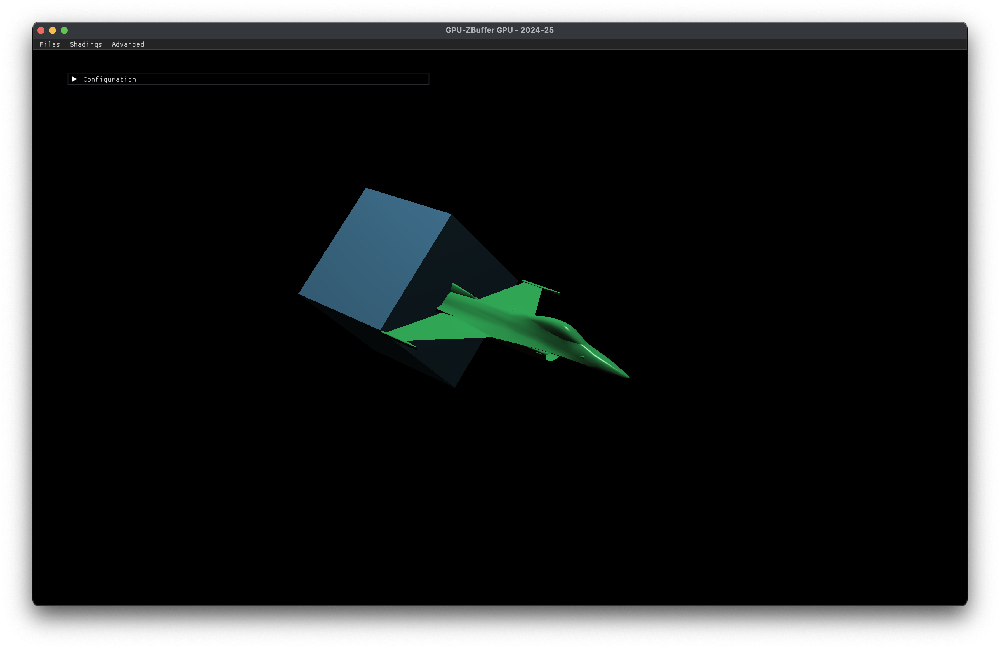 GPU-ZBuffer GPU - 2024-25
Files Shadings Advanced
Configuration